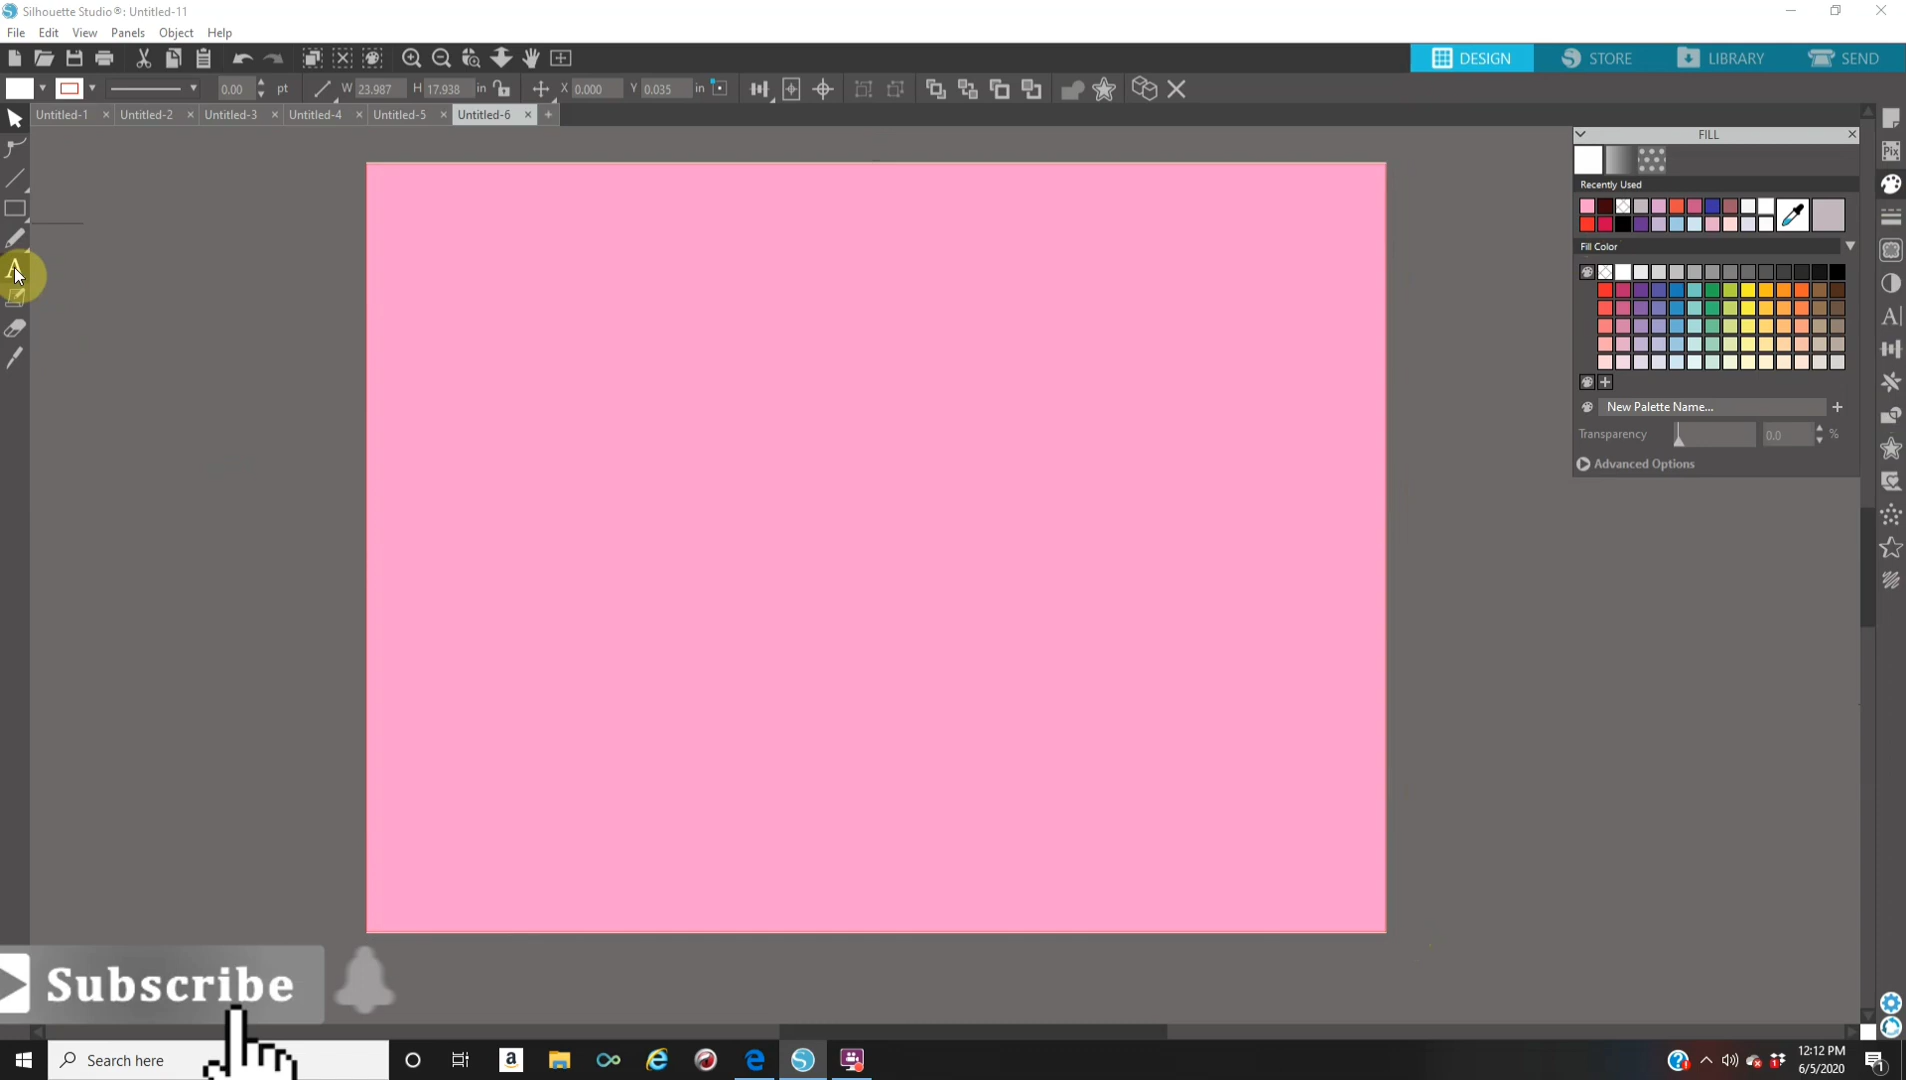 Silhouette Studio®: Untitled-11
File Edit View Panels Object Help
DESIGN STORE LIBRARY SEND
0.00 pt W 23.987 H 17.938 in X 0.000 Y 0.035 in
Untitled-1 × Untitled-2 × Untitled-3 × Untitled-4 × Untitled-5 × Untitled-6 × +
FILL
Pix
Recently Used
Fill Color
New Palette Name...
Transparency 0.0 %
Advanced Options
Subscribe
Search here
12:12 PM
6/5/2020